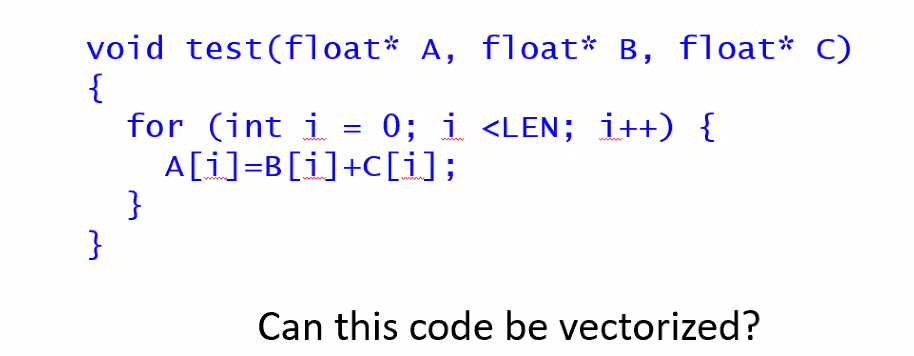 void test(float* A, float* B, float* C)
{
for (int i = 0; i <LEN; i++) {
A[i]=B[i]+C[i];
}
}
Can this code be vectorized?